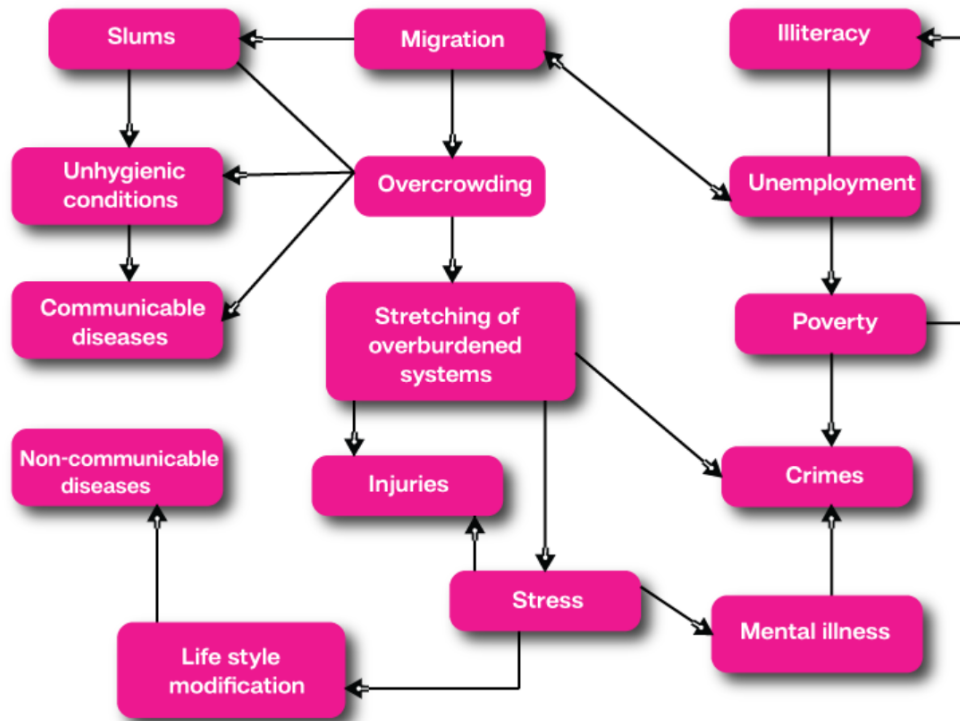 Slums
Migration
Illiteracy
Unhygienic
conditions
Overcrowding
Unemployment
Communicable
diseases
Stretching of
overburdened
systems
Poverty
Non-communicable
diseases
Injuries
Crimes
Stress
Mental illness
Life style
modification